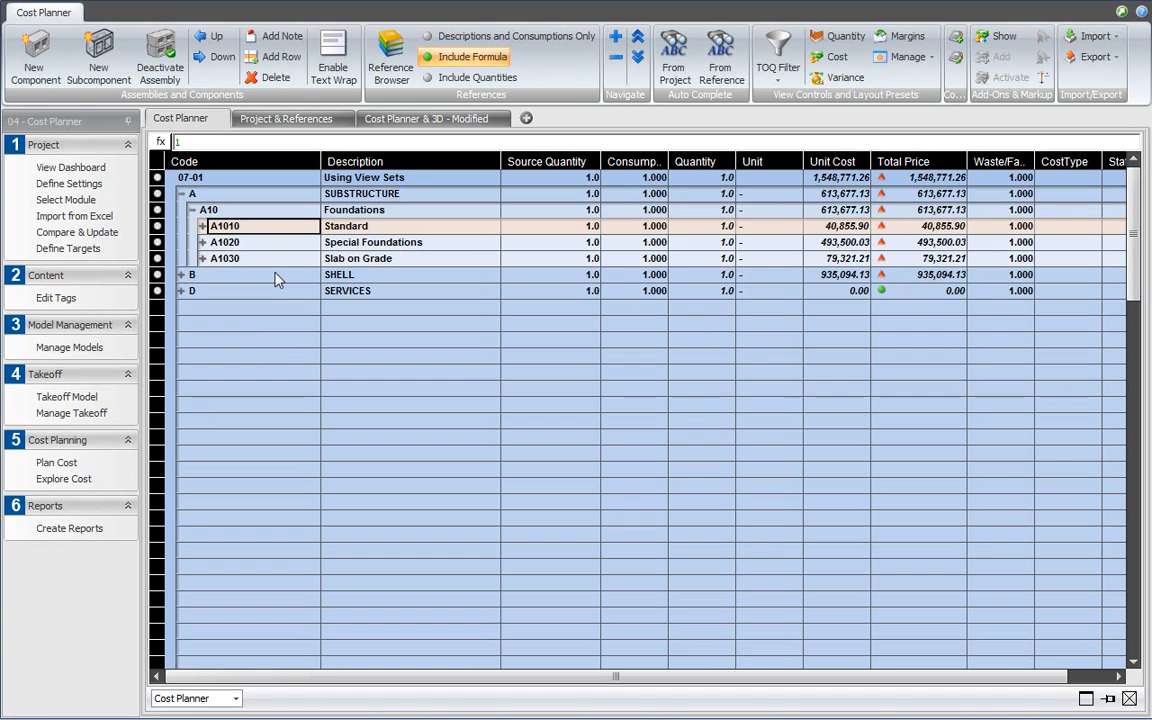 Cost Planner
New Component
New Subcomponent
Deactivate Assembly
Up
Down
Add Note
Add Row
Delete
Enable Text Wrap
Assemblies and Components
Reference Browser
Descriptions and Consumptions Only
Include Formula
Include Quantities
References
Navigate
ABC
From Project
ABC
From Reference
Auto Complete
TOQ Filter
Quantity
Cost
Variance
Margins
Manage
View Controls and Layout Presets
Co...
Show
Add
Activate
Add-Ons & Markup
Import
Export
Import/Export
04 - Cost Planner
1 Project
View Dashboard
Define Settings
Select Module
Import from Excel
Compare & Update
Define Targets
2 Content
Edit Tags
3 Model Management
Manage Models
4 Takeoff
Takeoff Model
Manage Takeoff
5 Cost Planning
Plan Cost
Explore Cost
6 Reports
Create Reports
Cost Planner
Project & References
Cost Planner & 3D - Modified
fx 1
Code Description Source Quantity Consump.. Quantity Unit Unit Cost Total Price Waste/Fa... CostType Sta
07-01 Using View Sets 1.0 1.000 1.0 - 1,548,771.26 1,548,771.26 1.000
A SUBSTRUCTURE 1.0 1.000 1.0 - 613,677.13 613,677.13 1.000
A10 Foundations 1.0 1.000 1.0 - 613,677.13 613,677.13 1.000
A1010 Standard 1.0 1.000 1.0 - 40,855.90 40,855.90 1.000
A1020 Special Foundations 1.0 1.000 1.0 - 493,500.03 493,500.03 1.000
A1030 Slab on Grade 1.0 1.000 1.0 - 79,321.21 79,321.21 1.000
B SHELL 1.0 1.000 1.0 - 935,094.13 935,094.13 1.000
D SERVICES 1.0 1.000 1.0 - 0.00 0.00 1.000
Cost Planner